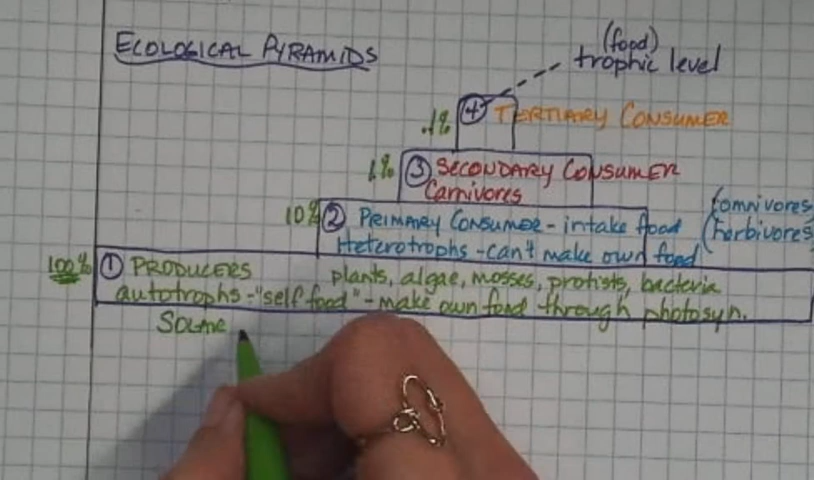 ECOLOGICAL PYRAMIDS
(food)
trophic level
.1% 4 TERTIARY CONSUMER
1% 3 SECONDARY CONSUMER
Carnivores
10% 2 PRIMARY CONSUMER - intake food (omnivores
Heterotrophs - can't make own food (herbivores
100% 1 PRODUCERS plants, algae, mosses, protists, bacteria
autotrophs - "self food" - make own food through photosyn.
SOLAR